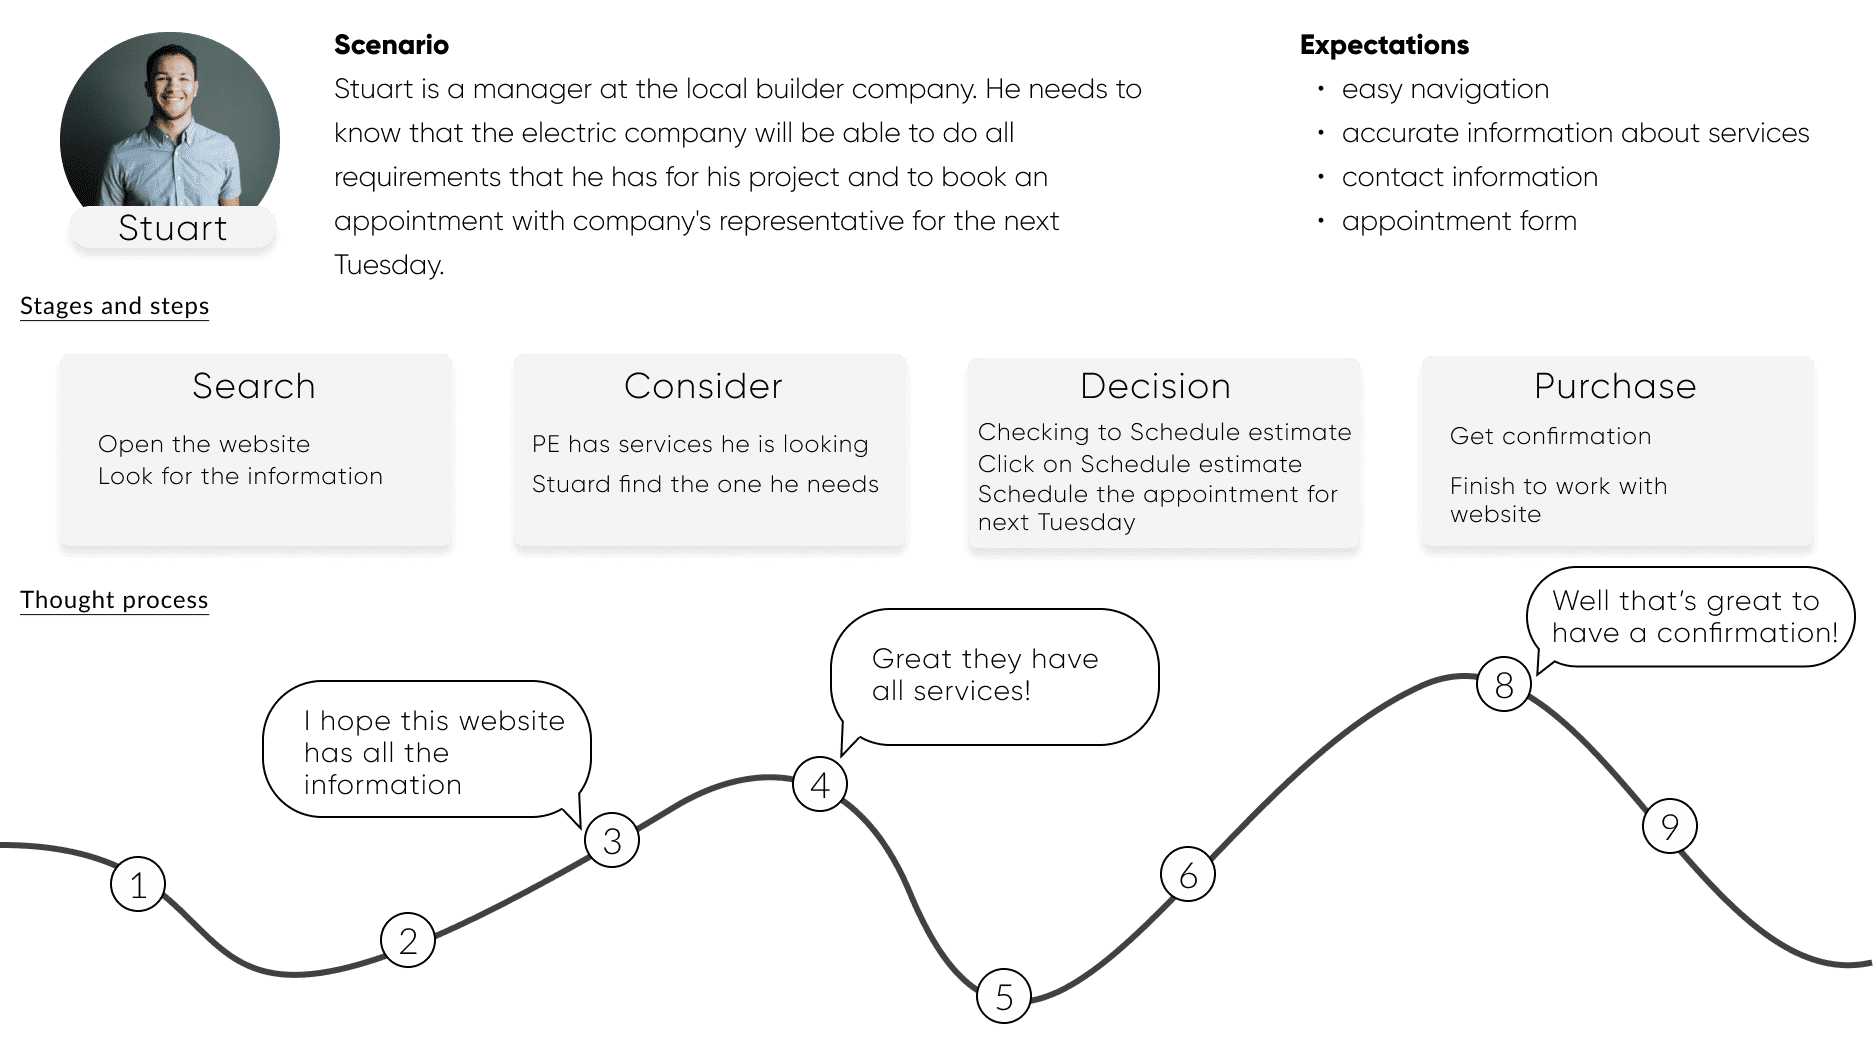 Stuart
Scenario
Stuart is a manager at the local builder company. He needs to
know that the electric company will be able to do all
requirements that he has for his project and to book an
appointment with company's representative for the next
Tuesday.
Expectations
• easy navigation
• accurate information about services
• contact information
• appointment form
Stages and steps
Search
Open the website
Look for the information
Consider
PE has services he is looking
Stuard find the one he needs
Decision
Checking to Schedule estimate
Click on Schedule estimate
Schedule the appointment for
next Tuesday
Purchase
Get confirmation
Finish to work with
website
Thought process
I hope this website
has all the
information
Great they have
all services!
Well that’s great to
have a confirmation!
1
2
3
4
5
6
8
9